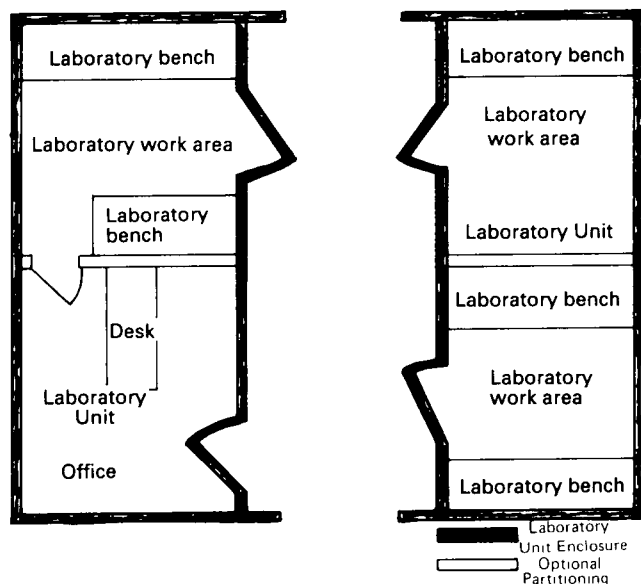 Laboratory bench
Laboratory work area
Laboratory
bench
Desk
Laboratory
Unit
Office
Laboratory bench
Laboratory
work area
Laboratory Unit
Laboratory bench
Laboratory
work area
Laboratory bench
Laboratory
Unit Enclosure
Optional
Partitioning